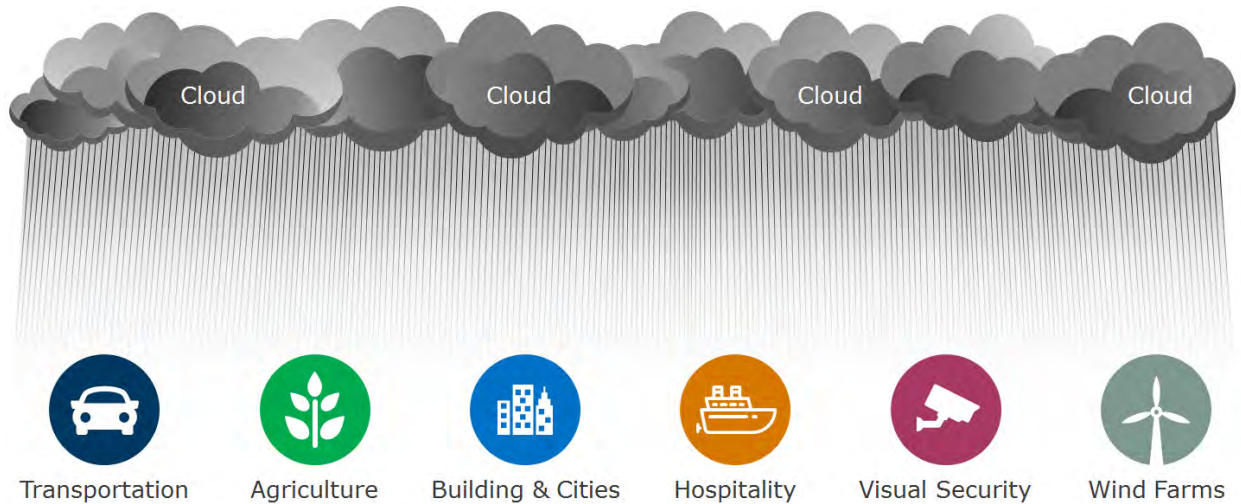 Cloud Cloud Cloud Cloud
Transportation Agriculture Building & Cities Hospitality Visual Security Wind Farms